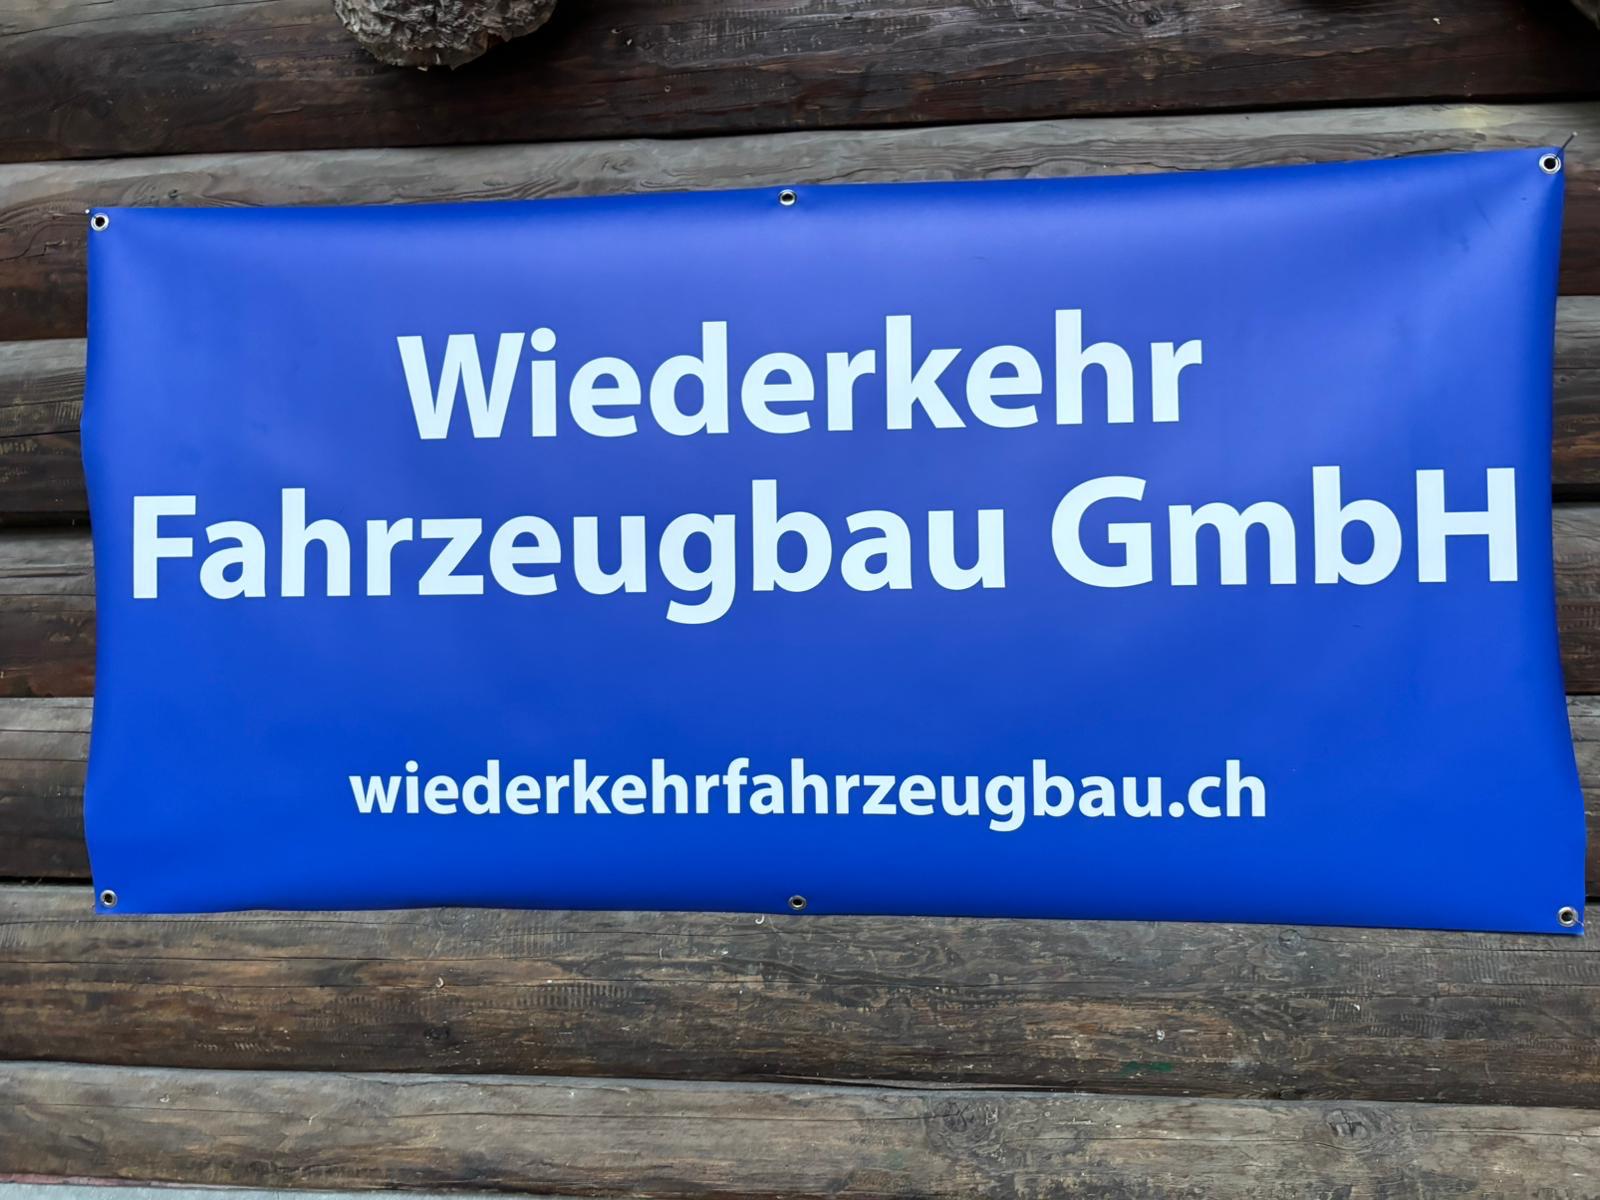 Wiederkehr
Fahrzeugbau GmbH
wiederkehrfahrzeugbau.ch